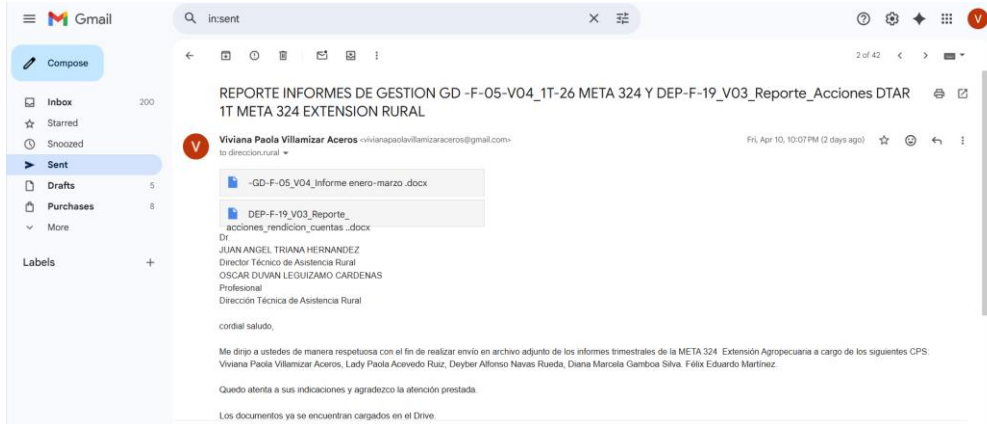 Gmail
in:sent
Compose
2 of 42
Inbox 200
Starred
Snoozed
Sent
Drafts 5
Purchases 8
More
Labels
REPORTE INFORMES DE GESTION GD -F-05-V04_1T-26 META 324 Y DEP-F-19_V03_Reporte_Acciones DTAR
1T META 324 EXTENSION RURAL
V
Viviana Paola Villamizar Aceros <vivianapaolavillamizararaceros@gmail.com>
Fri, Apr 10, 10:07 PM (2 days ago)
to direccion.rural
-GD-F-05_V04_Informe enero-marzo .docx
DEP-F-19_V03_Reporte_
acciones_rendicion_cuentas ..docx
Dr.
JUAN ANGEL TRIANA HERNANDEZ
Director Técnico de Asistencia Rural
OSCAR DUVAN LEGUIZAMO CARDENAS
Profesional
Dirección Técnica de Asistencia Rural
cordial saludo,
Me dirijo a ustedes de manera respetuosa con el fin de realizar envío en archivo adjunto de los informes trimestrales de la META 324 Extensión Agropecuaria a cargo de los siguientes CPS:
Viviana Paola Villamizar Aceros, Lady Paola Acevedo Ruiz, Deyber Alfonso Navas Rueda, Diana Marcela Gamboa Silva. Félix Eduardo Martínez.
Quedo atenta a sus indicaciones y agradezco la atención prestada.
Los documentos ya se encuentran cargados en el Drive.